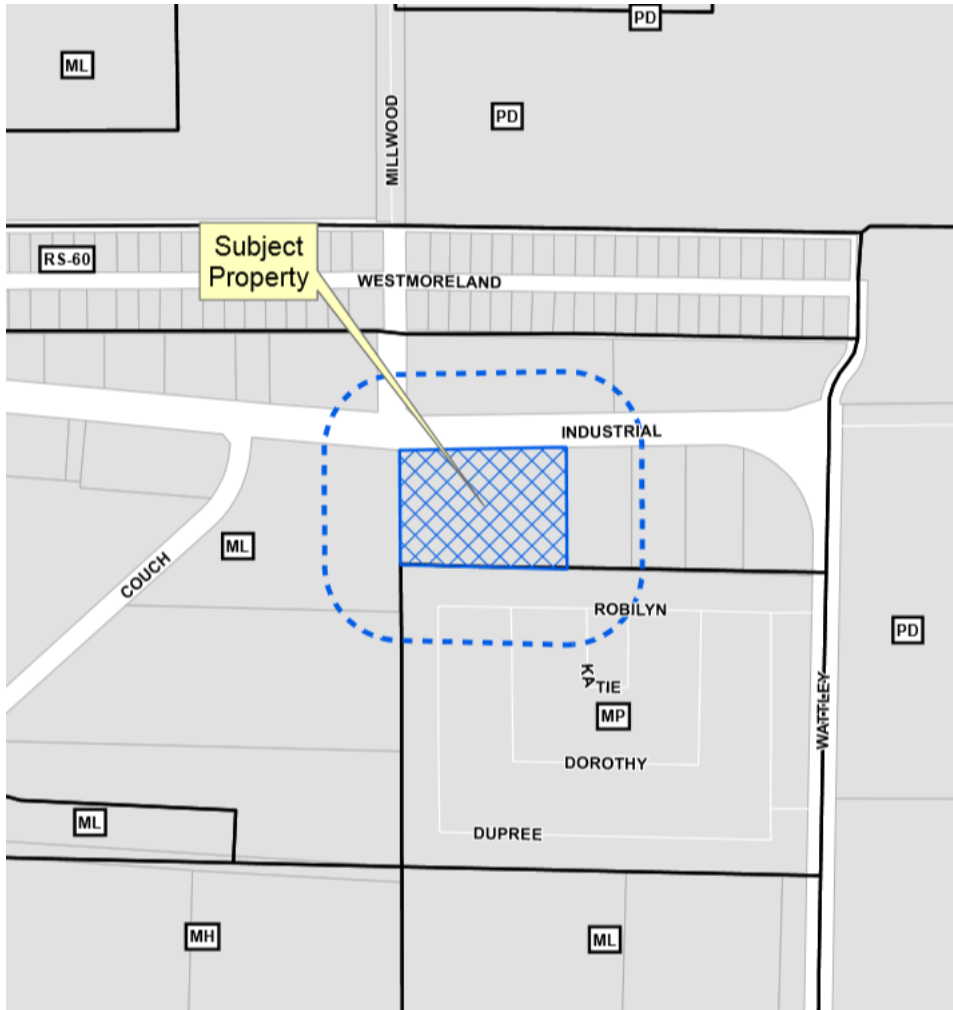 PD
ML
PD
MILLWOOD
Subject
Property
RS-60
WESTMORELAND
INDUSTRIAL
ML
COUCH
ROBILYN
PD
KA
TIE
WATTLEY
MP
DOROTHY
ML
DUPREE
MH
ML